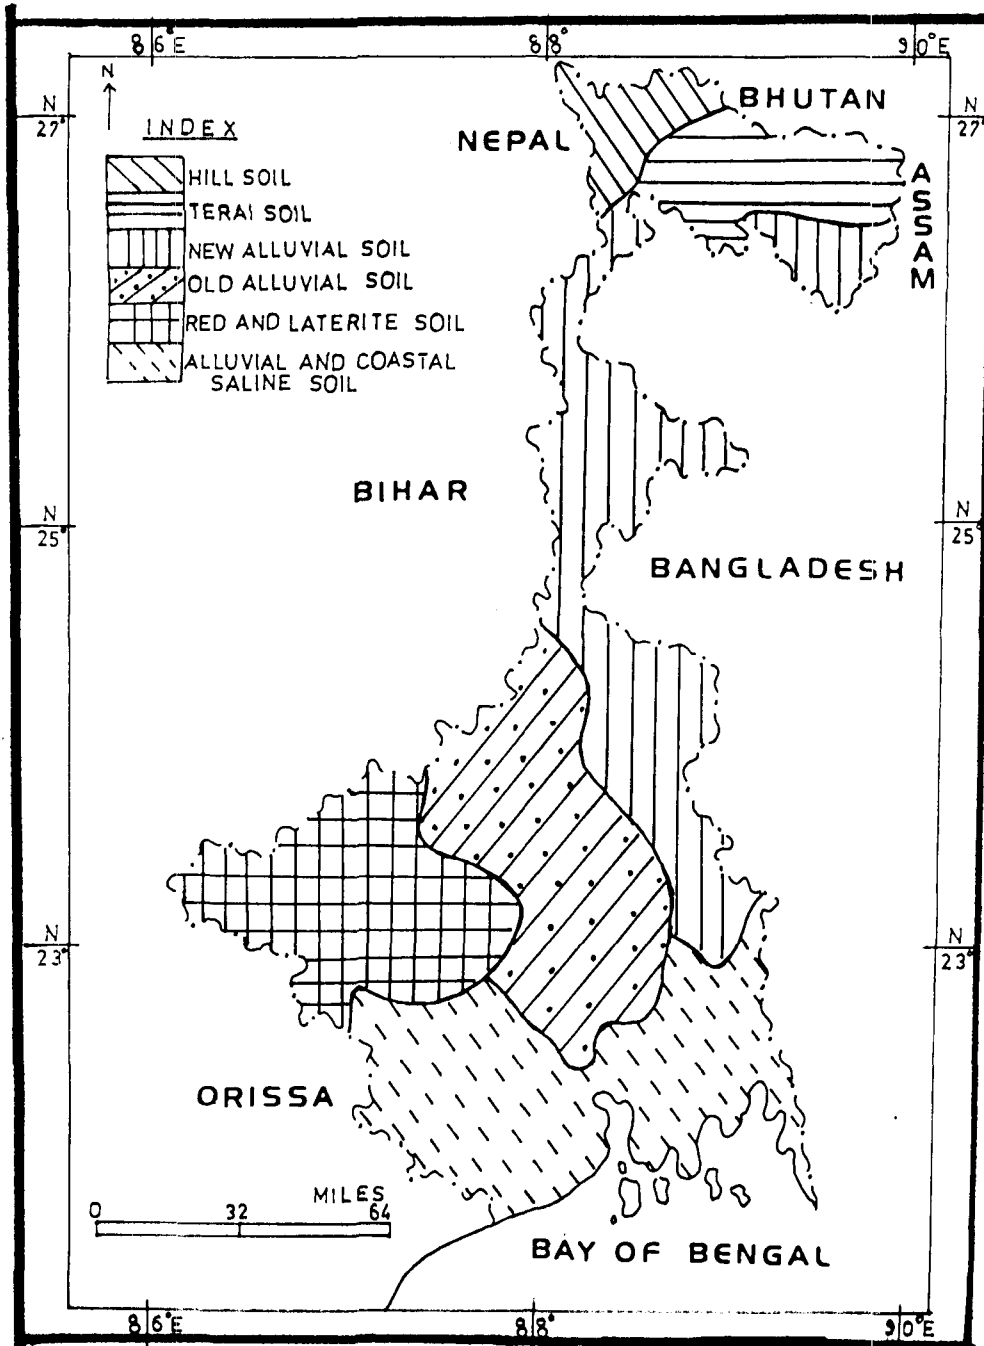 86°E
88°
90°E
N
27°
N
27°
N
INDEX
HILL SOIL
TERAI SOIL
NEW ALLUVIAL SOIL
OLD ALLUVIAL SOIL
RED AND LATERITE SOIL
ALLUVIAL AND COASTAL
SALINE SOIL
NEPAL
BHUTAN
ASSAM
BIHAR
N
25°
N
25°
BANGLADESH
N
23°
N
23°
ORISSA
MILES
0 32 64
BAY OF BENGAL
86°E
88°
90°E